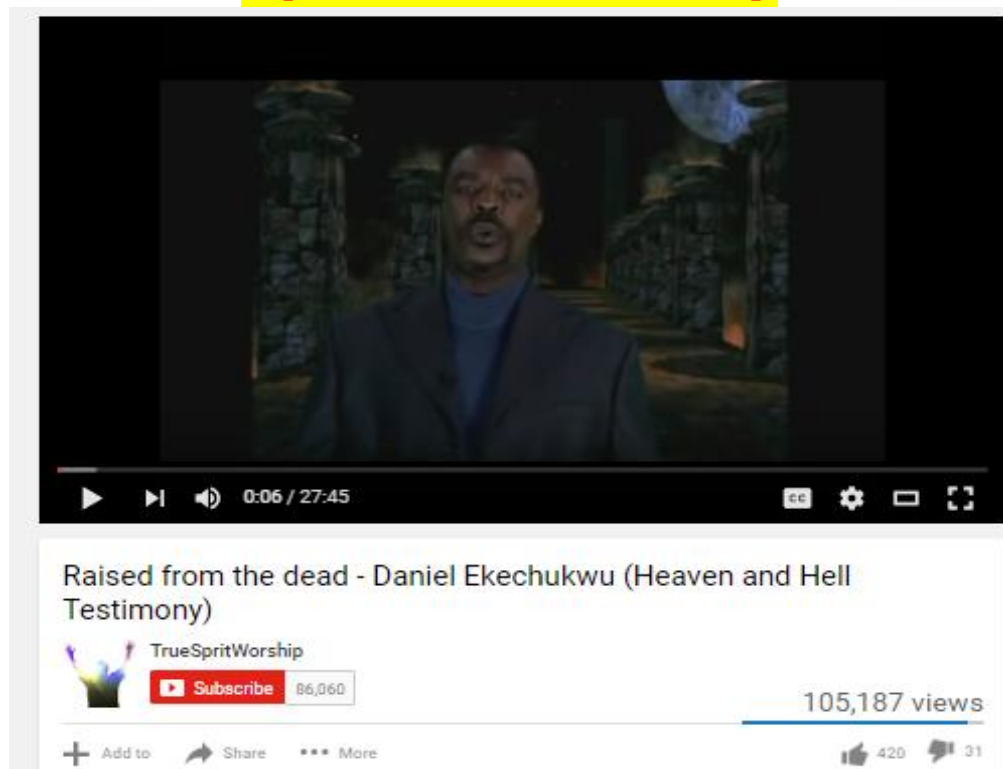 0:06 / 27:45
CC
Raised from the dead - Daniel Ekechukwu (Heaven and Hell
Testimony)
TrueSpritWorship
Subscribe 86,060
105,187 views
Add to Share More 420 31